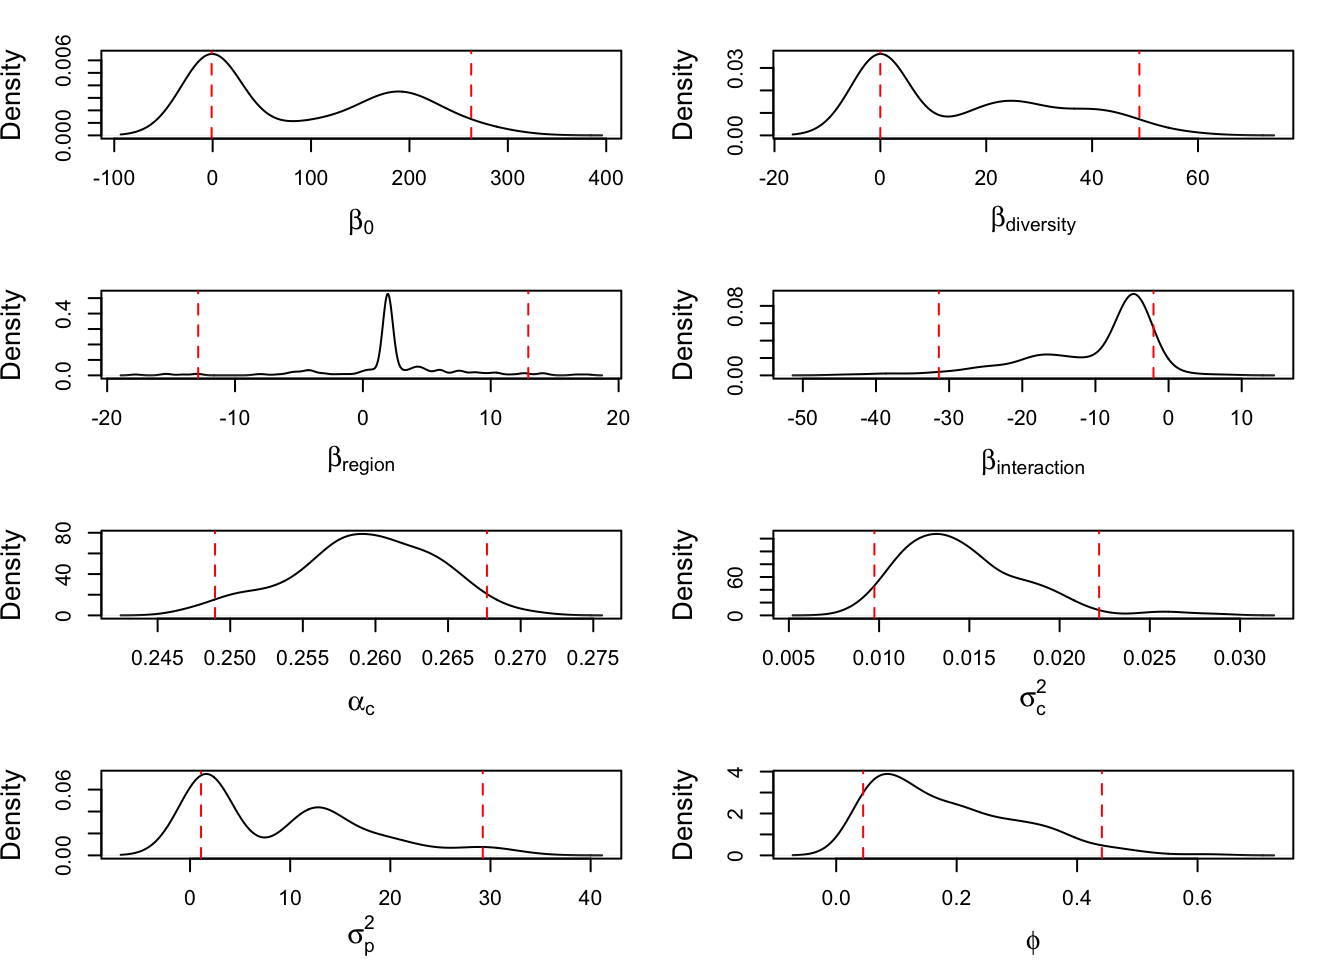 Density
0.000 0.006
-100 0 100 200 300 400
β0
Density
0.00 0.03
-20 0 20 40 60
βdiversity
Density
0.0 0.4
-20 -10 0 10 20
βregion
Density
0.00 0.08
-50 -40 -30 -20 -10 0 10
βinteraction
Density
0 40 80
0.245 0.250 0.255 0.260 0.265 0.270 0.275
αc
Density
0 60
0.005 0.010 0.015 0.020 0.025 0.030
σ2c
Density
0.00 0.06
0 10 20 30 40
σ2p
Density
0 2 4
0.0 0.2 0.4 0.6
ϕ